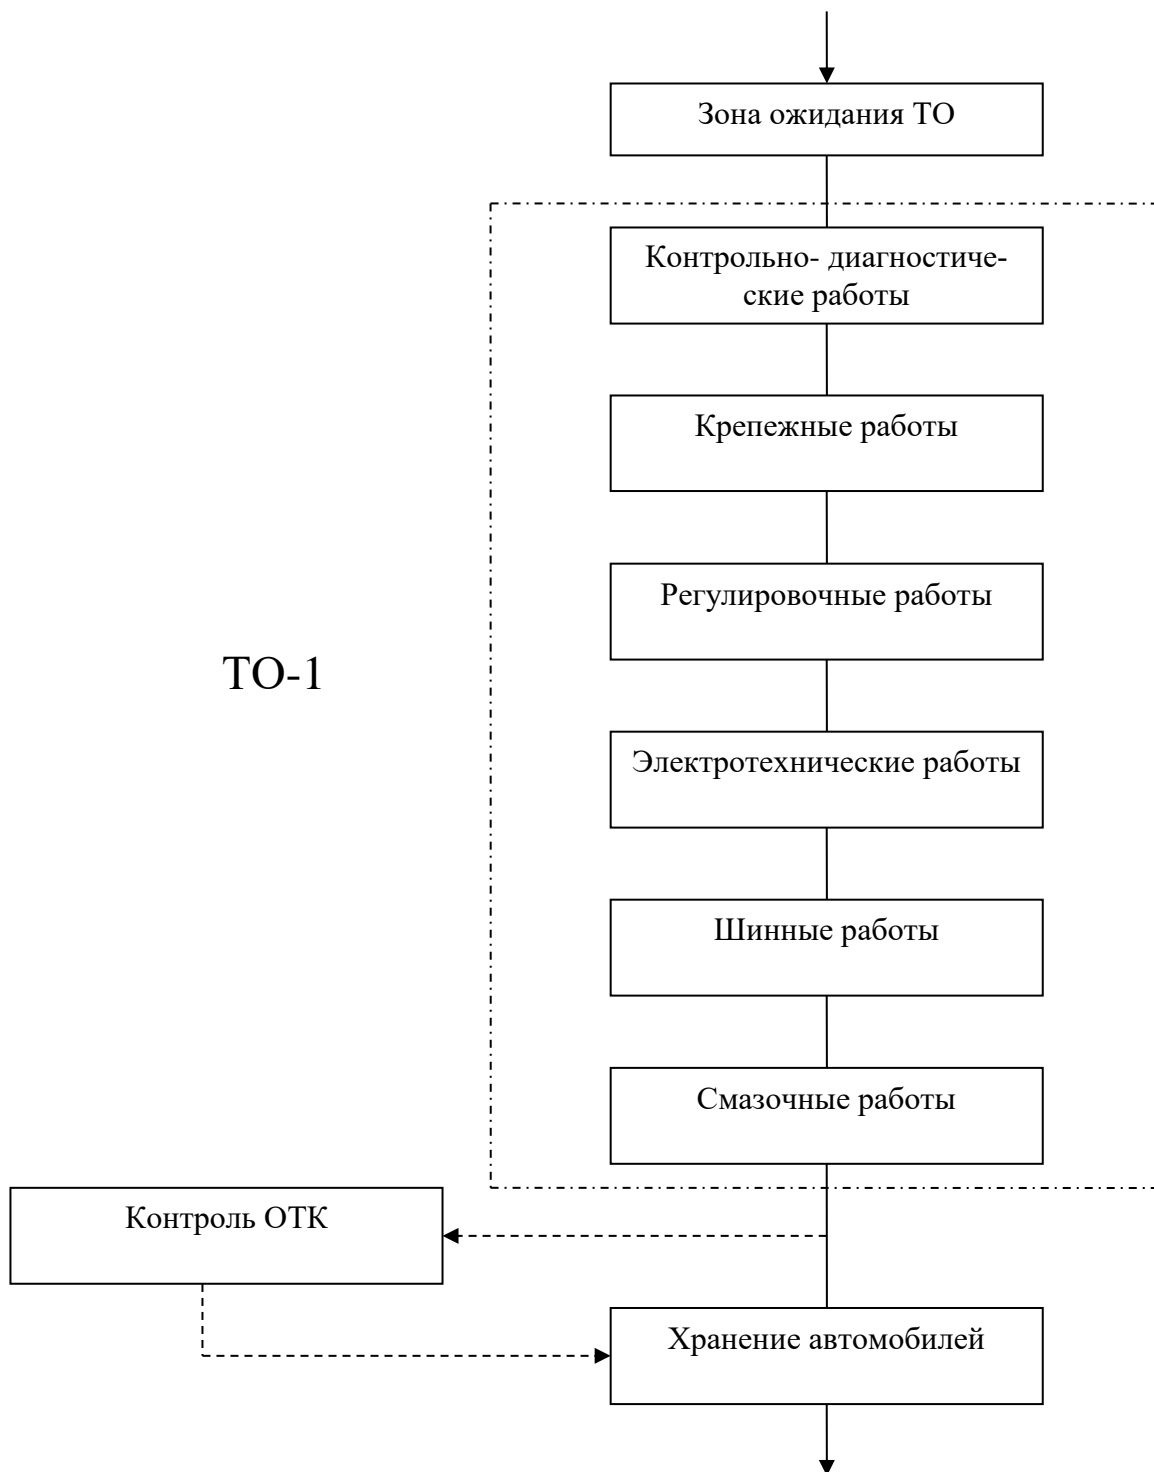 Зона ожидания ТО
Контрольно- диагностиче-
ские работы
Крепежные работы
Регулировочные работы
ТО-1
Электротехнические работы
Шинные работы
Смазочные работы
Контроль ОТК
Хранение автомобилей